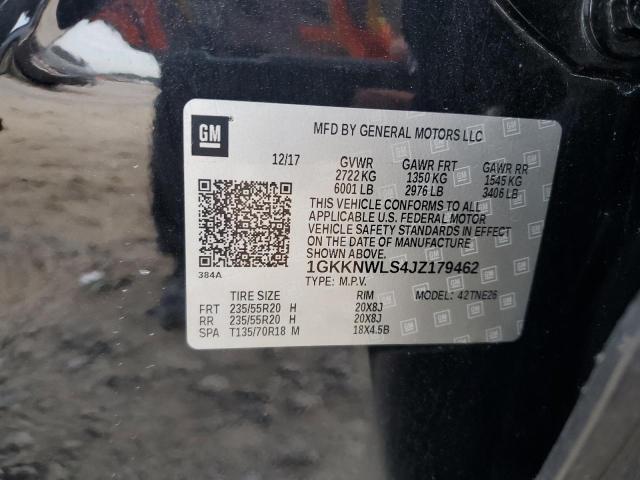 GM
MFD BY GENERAL MOTORS LLC
12/17 GVWR GAWR FRT GAWR RR
2722 KG 1350 KG 1545 KG
6001 LB 2976 LB 3406 LB
THIS VEHICLE CONFORMS TO ALL
APPLICABLE U.S. FEDERAL MOTOR
VEHICLE SAFETY STANDARDS IN EFFECT
ON THE DATE OF MANUFACTURE
SHOWN ABOVE.
384A
1GKKNWLS4JZ179462
TYPE: M.P.V.
TIRE SIZE RIM MODEL: 42TNE26
FRT 235/55R20 H 20X8J
RR 235/55R20 H 20X8J
SPA T135/70R18 M 18X4.5B